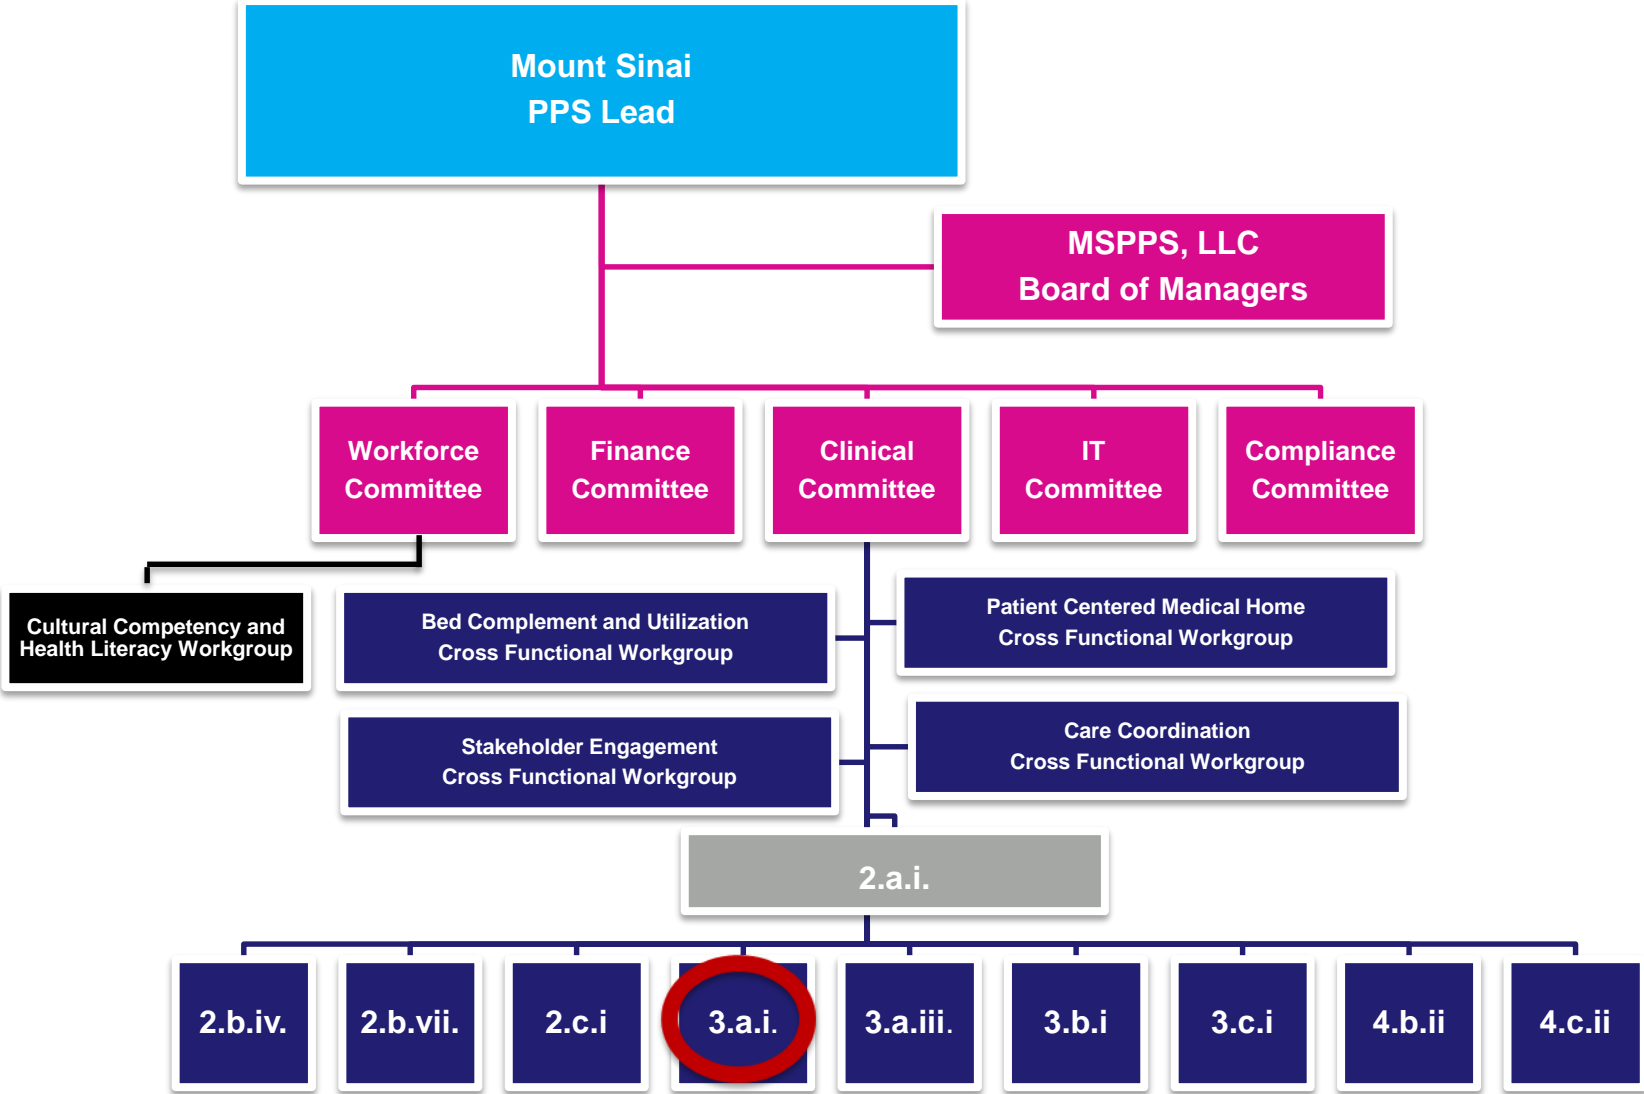 Mount Sinai
PPS Lead
MSPPS, LLC
Board of Managers
Workforce
Committee
Finance
Committee
Clinical
Committee
IT
Committee
Compliance
Committee
Cultural Competency and
Health Literacy Workgroup
Bed Complement and Utilization
Cross Functional Workgroup
Patient Centered Medical Home
Cross Functional Workgroup
Stakeholder Engagement
Cross Functional Workgroup
Care Coordination
Cross Functional Workgroup
2.a.i.
2.b.iv.
2.b.vii.
2.c.i
3.a.i.
3.a.iii.
3.b.i
3.c.i
4.b.ii
4.c.ii